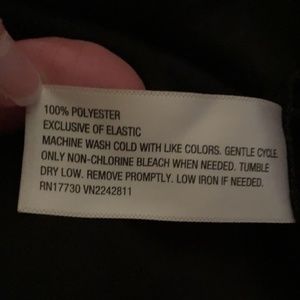 100% POLYESTER
EXCLUSIVE OF ELASTIC
MACHINE WASH COLD WITH LIKE COLORS. GENTLE CYCLE.
ONLY NON-CHLORINE BLEACH WHEN NEEDED. TUMBLE
DRY LOW. REMOVE PROMPTLY. LOW IRON IF NEEDED.
RN17730 VN2242811